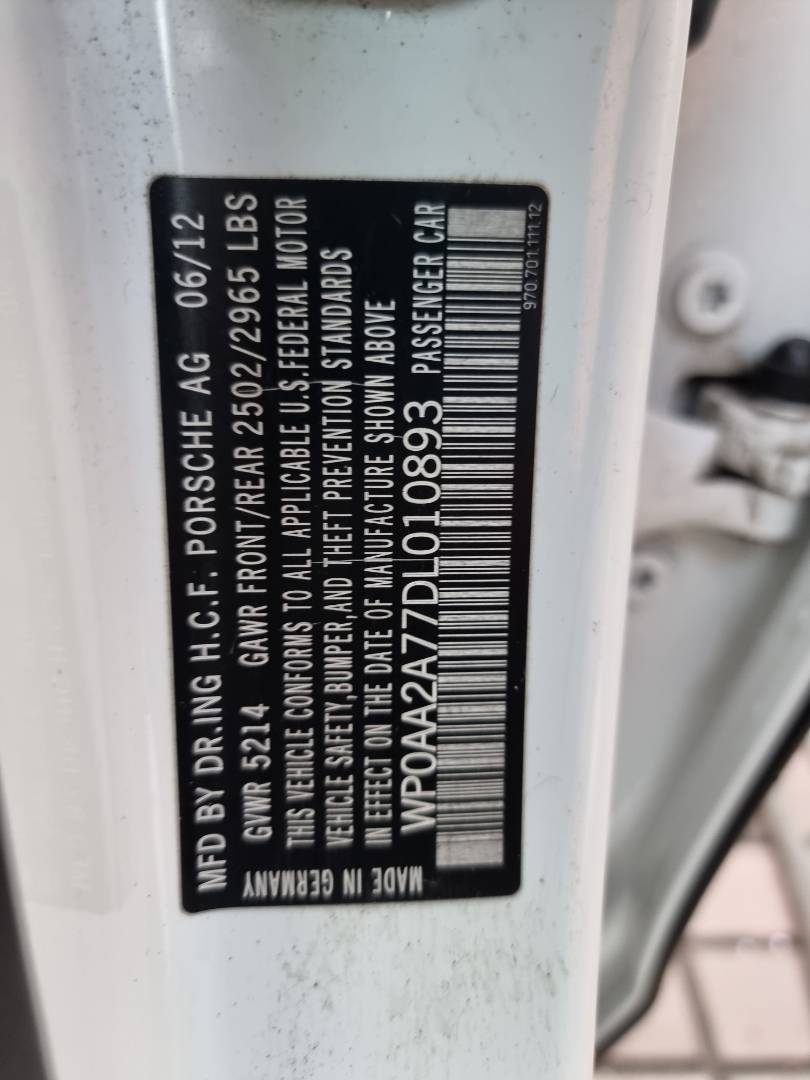 MFD BY DR.ING H.C.F. PORSCHE AG 06/12
GVWR 5214 GAWR FRONT/REAR 2502/2965 LBS
THIS VEHICLE CONFORMS TO ALL APPLICABLE U.S.FEDERAL MOTOR
VEHICLE SAFETY,BUMPER,AND THEFT PREVENTION STANDARDS
IN EFFECT ON THE DATE OF MANUFACTURE SHOWN ABOVE
WP0AA2A77DL010893 PASSENGER CAR
MADE IN GERMANY
970.701.111.12